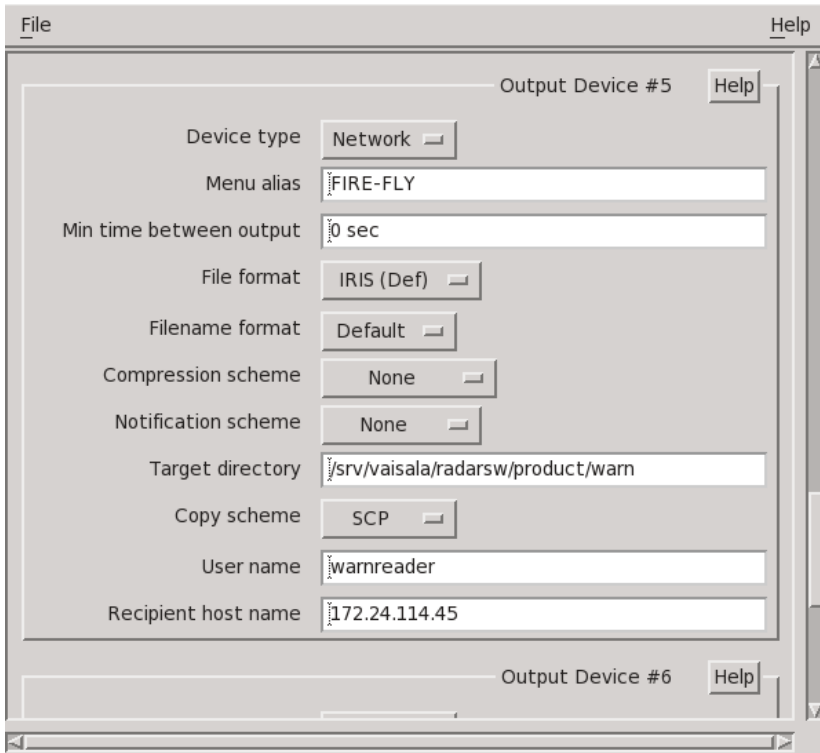 File Help
Output Device #5 Help
Device type Network
Menu alias FIRE-FLY
Min time between output 0 sec
File format IRIS (Def)
Filename format Default
Compression scheme None
Notification scheme None
Target directory /srv/vaisala/radarsw/product/warn
Copy scheme SCP
User name warnreader
Recipient host name 172.24.114.45
Output Device #6 Help